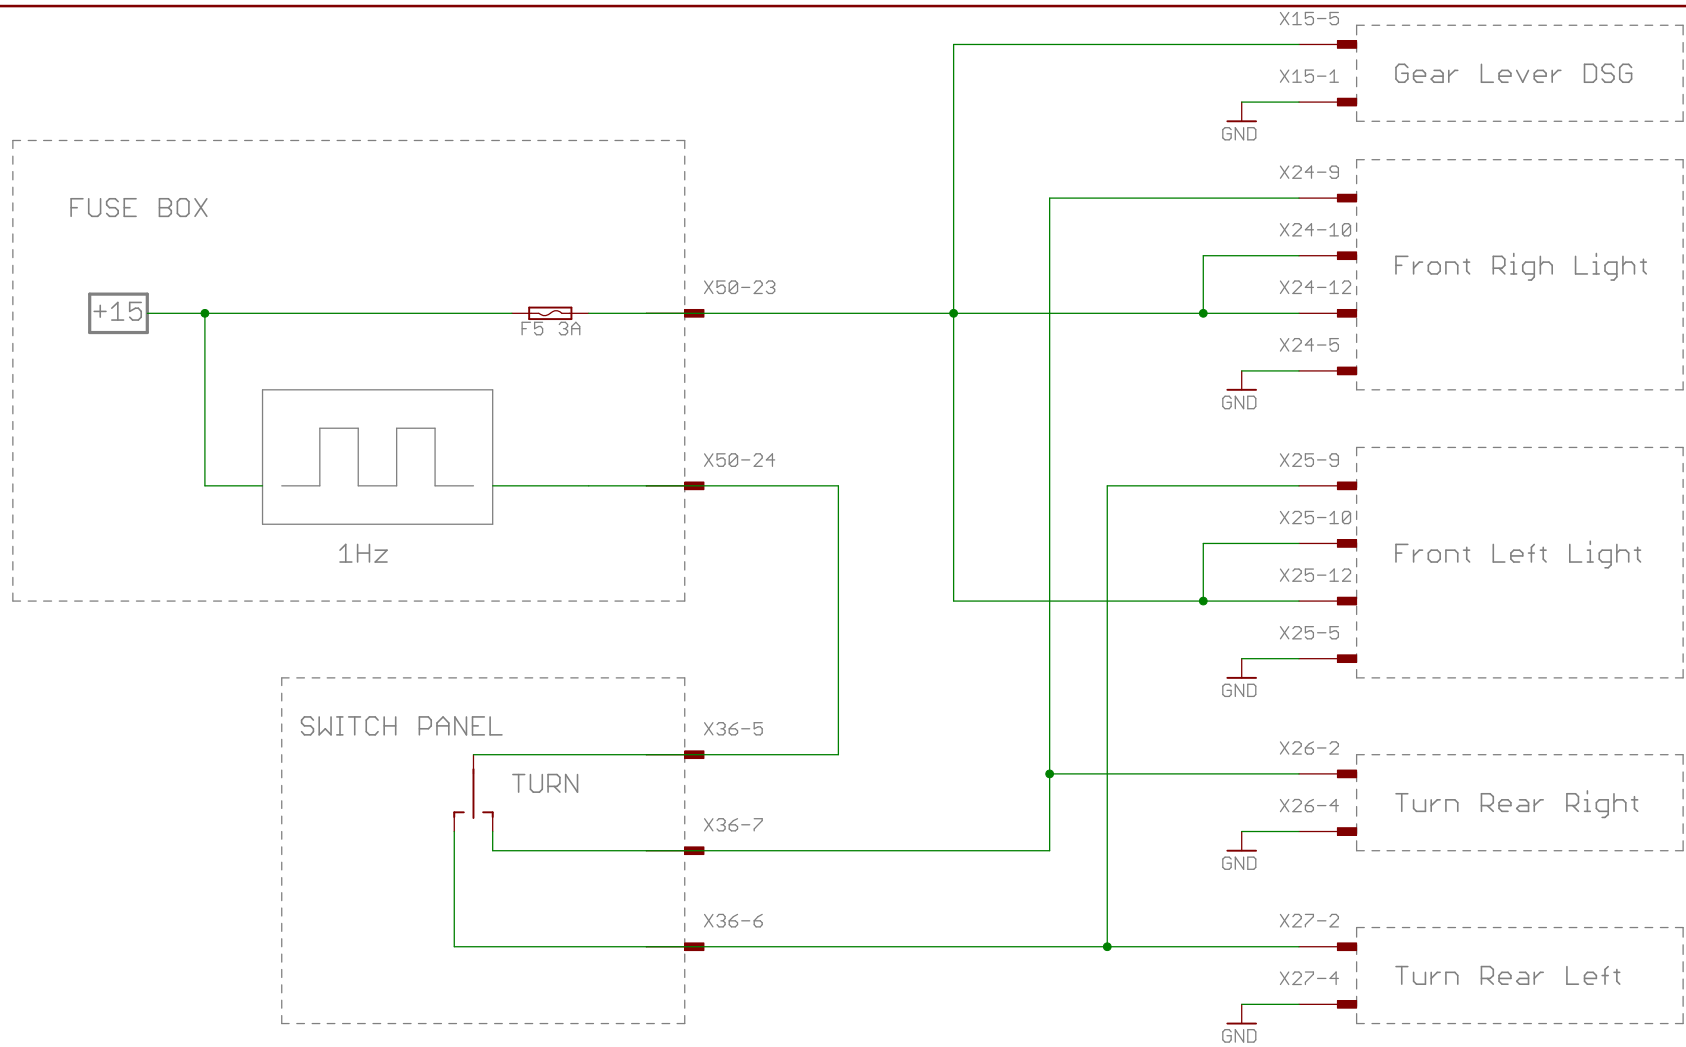 X15-5
Gear Lever DSG
X15-1
GND
FUSE BOX
X24-9
X24-10
Front Righ Light
X24-12
X24-5
GND
+15
F5 3A
X50-23
X50-24
1Hz
X25-9
X25-10
Front Left Light
X25-12
X25-5
GND
SWITCH PANEL
TURN
X36-5
X36-7
X36-6
X26-2
Turn Rear Right
X26-4
GND
X27-2
Turn Rear Left
X27-4
GND